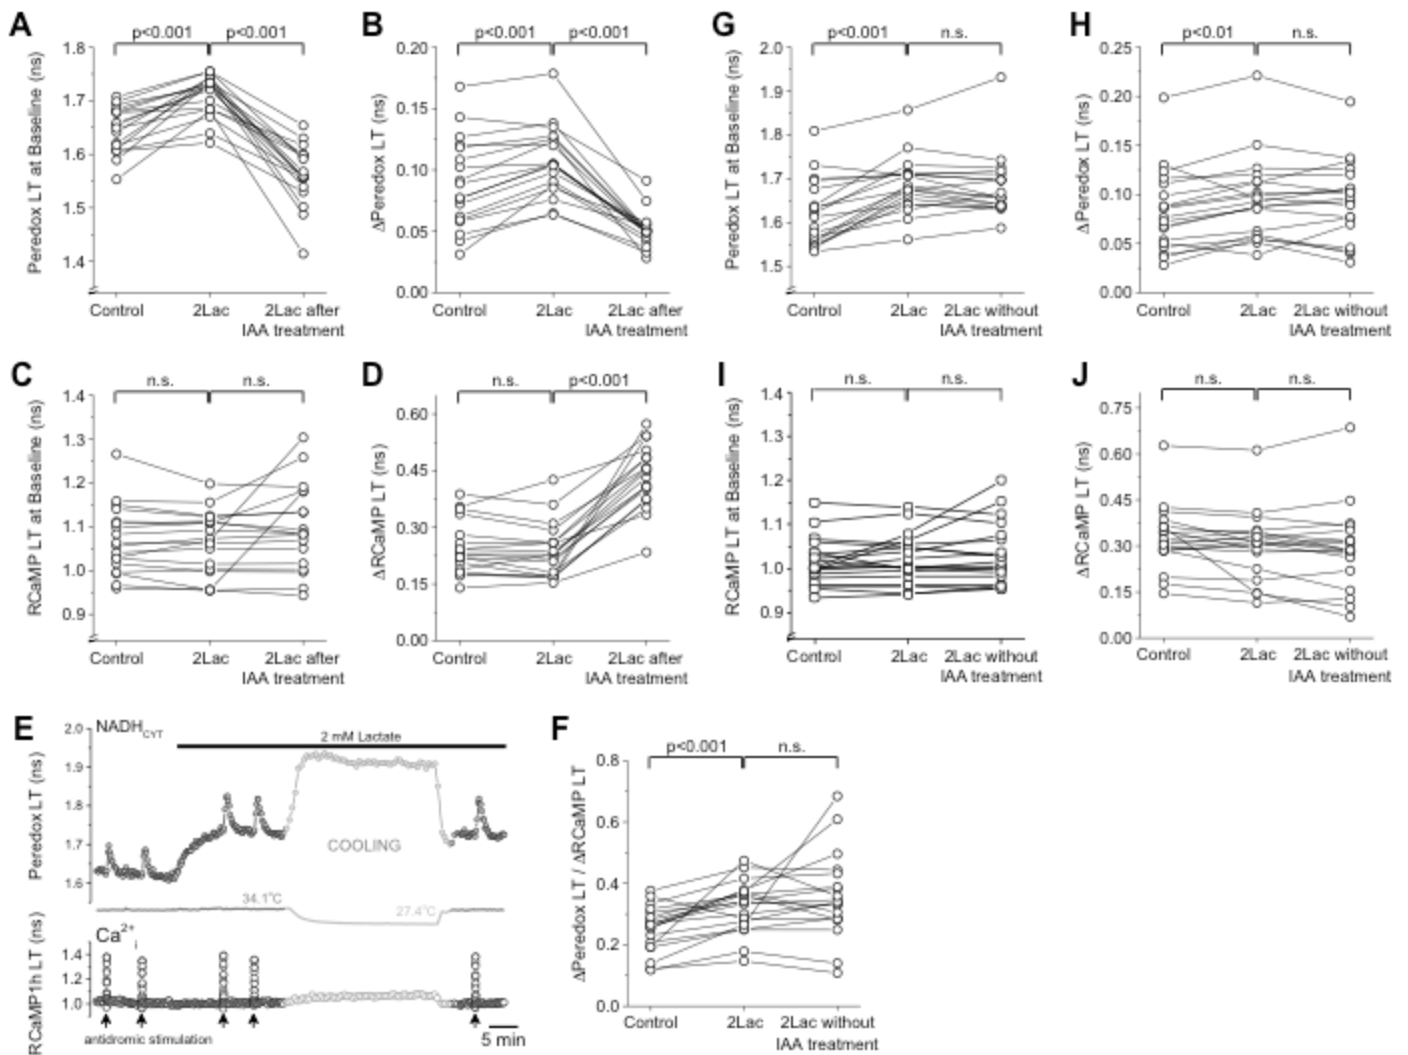 A
p<0.001 p<0.001
Peredox LT at Baseline (ns)
1.8
1.7
1.6
1.5
1.4
Control 2Lac 2Lac after
IAA treatment
B
p<0.001 p<0.001
ΔPeredox LT (ns)
0.20
0.15
0.10
0.05
0.00
Control 2Lac 2Lac after
IAA treatment
G
p<0.001 n.s.
Peredox LT at Baseline (ns)
2.0
1.9
1.8
1.7
1.6
1.5
Control 2Lac 2Lac without
IAA treatment
H
p<0.01 n.s.
ΔPeredox LT (ns)
0.25
0.20
0.15
0.10
0.05
0.00
Control 2Lac 2Lac without
IAA treatment
C
n.s. n.s.
RCaMP LT at Baseline (ns)
1.4
1.3
1.2
1.1
1.0
0.9
Control 2Lac 2Lac after
IAA treatment
D
n.s. p<0.001
ΔRCaMP LT (ns)
0.60
0.45
0.30
0.15
0.00
Control 2Lac 2Lac after
IAA treatment
I
n.s. n.s.
RCaMP LT at Baseline (ns)
1.4
1.3
1.2
1.1
1.0
0.9
Control 2Lac 2Lac without
IAA treatment
J
n.s. n.s.
ΔRCaMP LT (ns)
0.75
0.60
0.45
0.30
0.15
0.00
Control 2Lac 2Lac without
IAA treatment
E
NADH CYT
2 mM Lactate
Peredox LT (ns)
2.0
1.9
1.8
1.7
1.6
COOLING
34.1°C 27.4°C
Ca2+ i
RCaMP1h LT (ns)
1.4
1.2
1.0
antidromic stimulation
5 min
F
p<0.001 n.s.
ΔPeredox LT / ΔRCaMP LT
0.8
0.6
0.4
0.2
0.0
Control 2Lac 2Lac without
IAA treatment